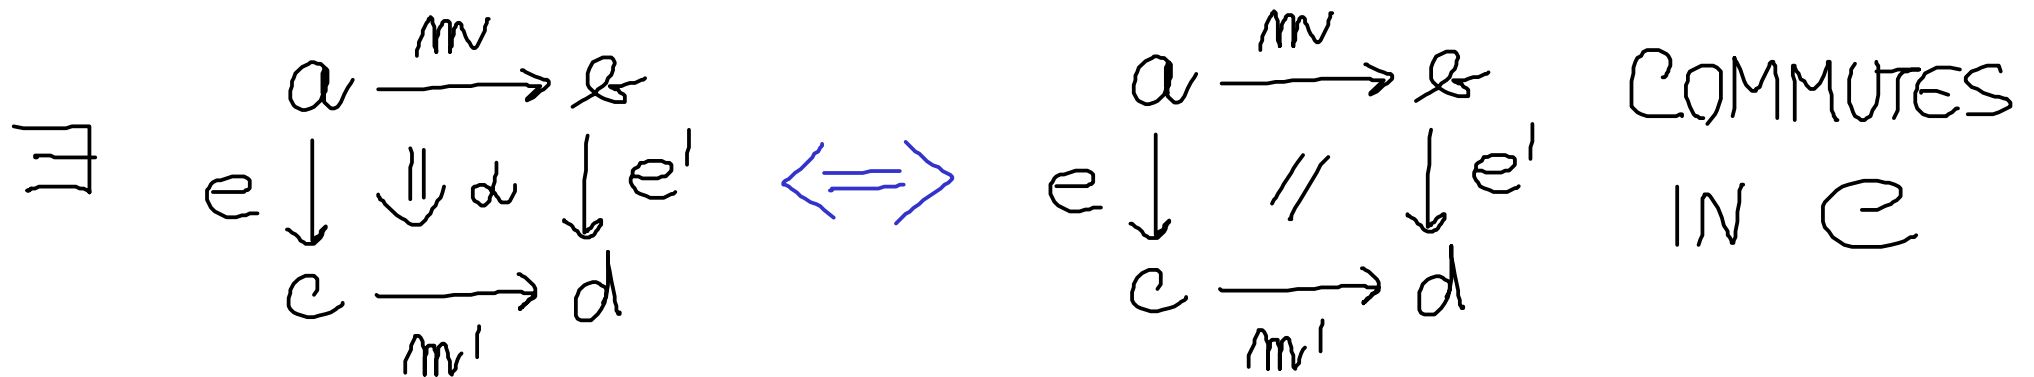 m m
a b a b COMMUTES
∃ e ⇓ α e' ⟺ e // e' IN C
c d c d
m' m'